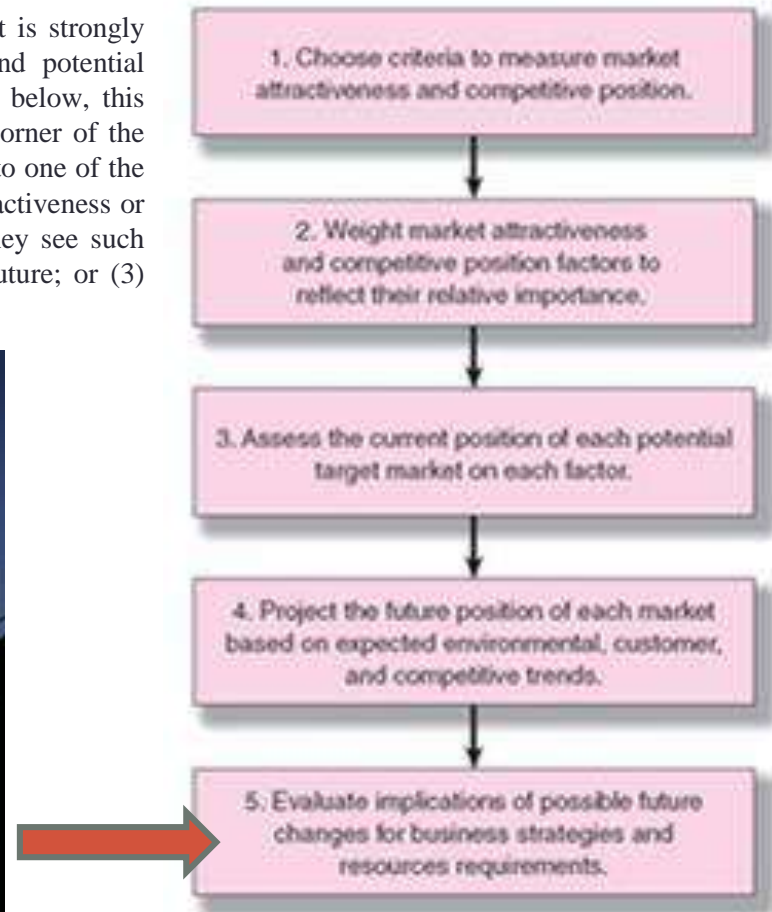 t is strongly
nd potential
below, this
orner of the
to one of the
activeness or
hey see such
uture; or (3)
1. Choose criteria to measure market
attractiveness and competitive position.
2. Weight market attractiveness
and competitive position factors to
reflect their relative importance.
3. Assess the current position of each potential
target market on each factor.
4. Project the future position of each market
based on expected environmental, customer,
and competitive trends.
5. Evaluate implications of possible future
changes for business strategies and
resources requirements.